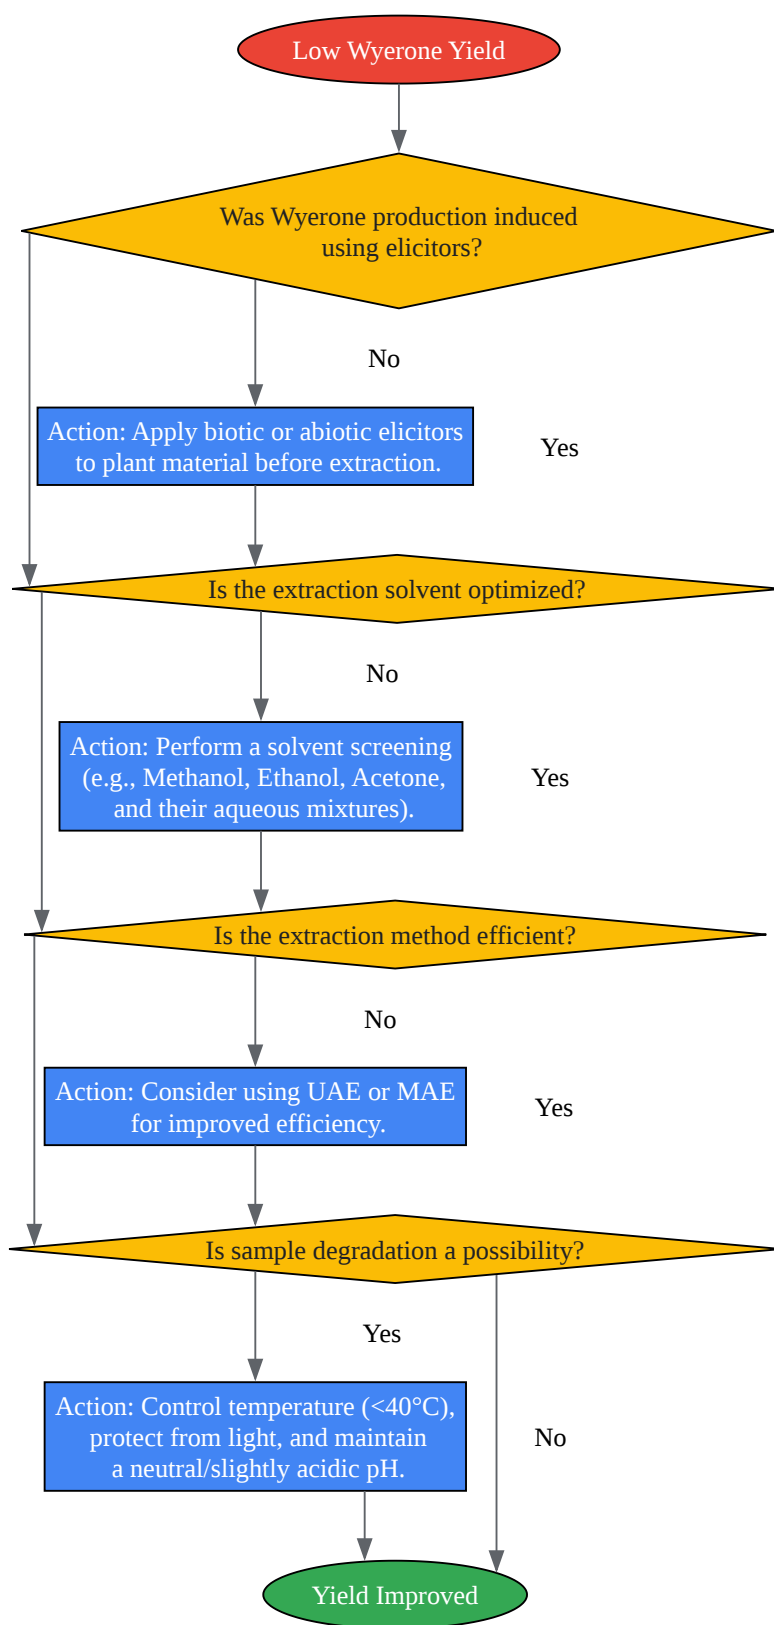 Low Wyerone Yield
Was Wyerone production induced
using elicitors?
No
Action: Apply biotic or abiotic elicitors
to plant material before extraction.
Yes
Is the extraction solvent optimized?
No
Action: Perform a solvent screening
(e.g., Methanol, Ethanol, Acetone,
and their aqueous mixtures).
Yes
Is the extraction method efficient?
No
Action: Consider using UAE or MAE
for improved efficiency.
Yes
Is sample degradation a possibility?
Yes
Action: Control temperature (<40°C),
protect from light, and maintain
a neutral/slightly acidic pH.
No
Yield Improved